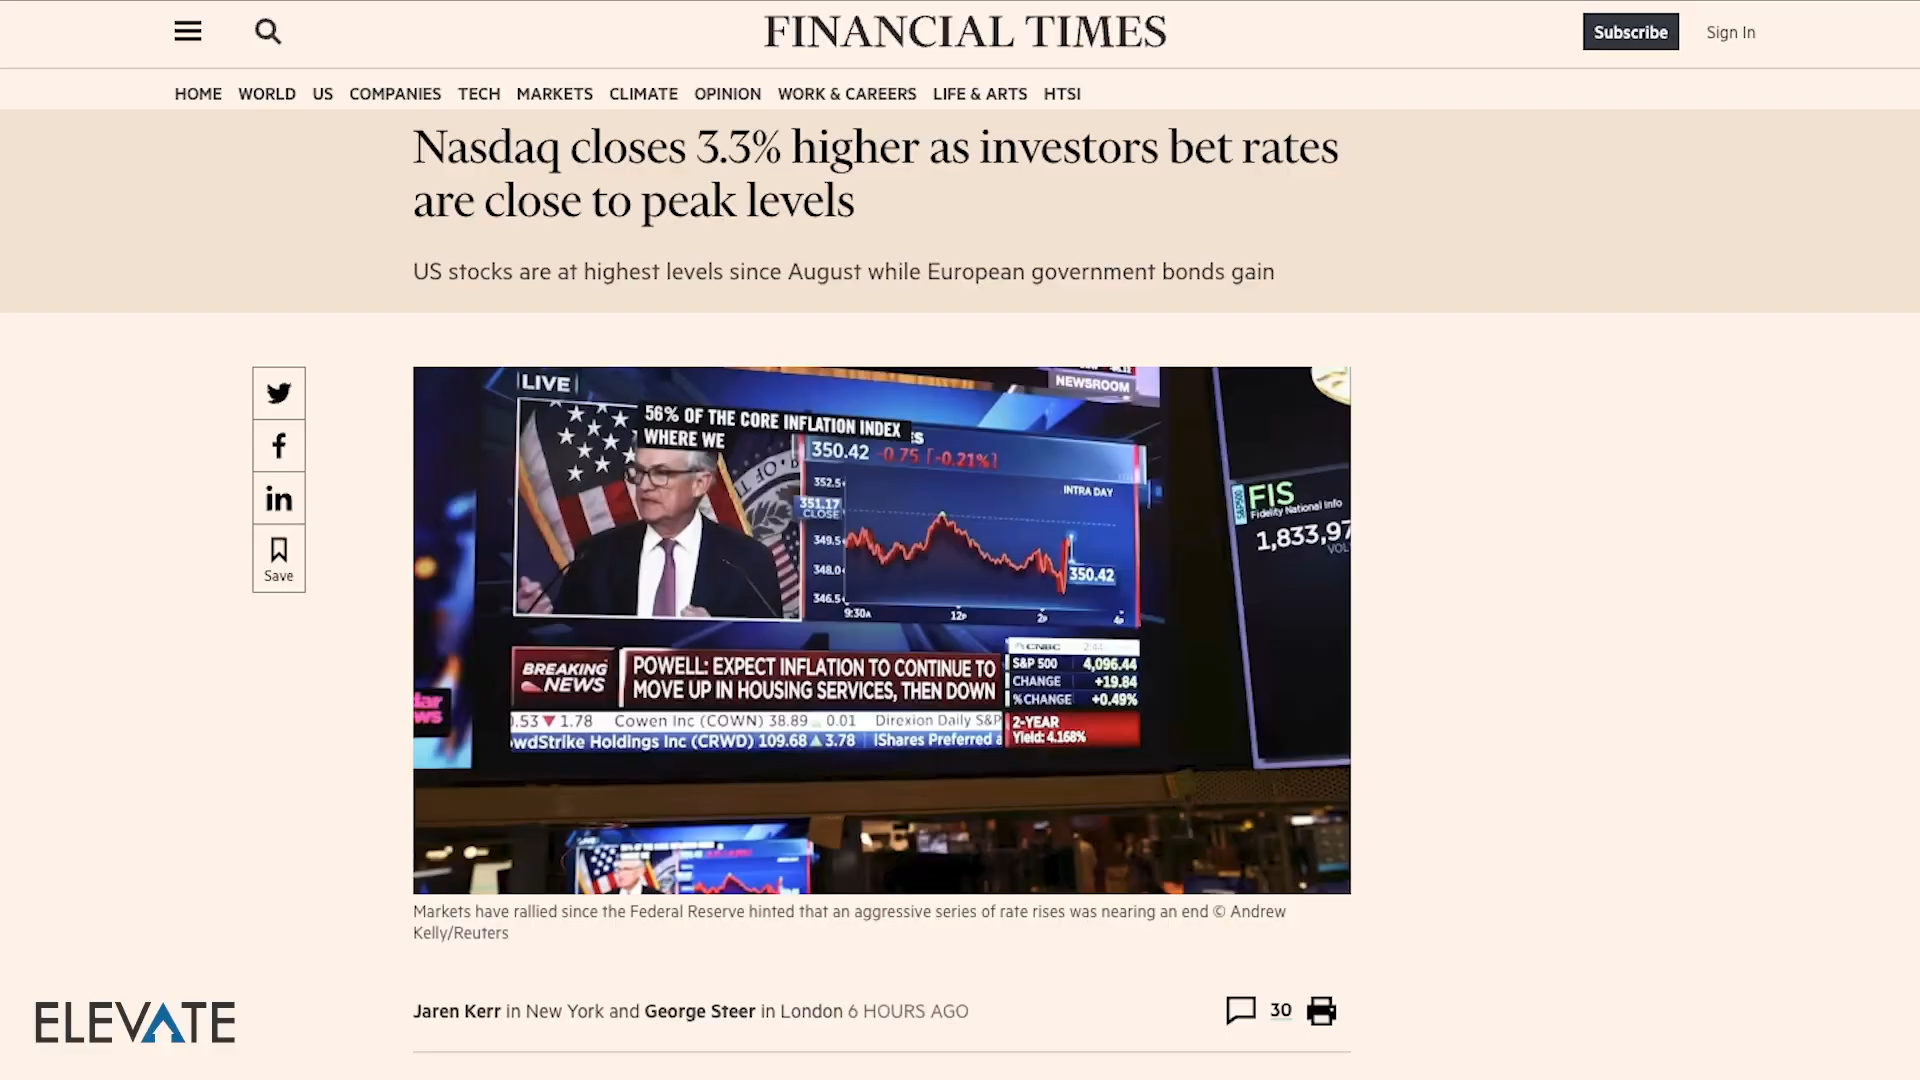 FINANCIAL TIMES
Subscribe
Sign In
HOME WORLD US COMPANIES TECH MARKETS CLIMATE OPINION WORK & CAREERS LIFE & ARTS HTSI
Nasdaq closes 3.3% higher as investors bet rates
are close to peak levels
US stocks are at highest levels since August while European government bonds gain
Save
LIVE
NEWSROOM
56% OF THE CORE INFLATION INDEX
WHERE WE
350.42 -0.75 [-0.21%]
INTRA DAY
352.5
351.17
CLOSE
349.5
348.0
346.5
350.42
9:30A 12P 2P 4P
S&P500
FIS
Fidelity National Info
1,833,97
VOL
BREAKING
NEWS
POWELL: EXPECT INFLATION TO CONTINUE TO
MOVE UP IN HOUSING SERVICES, THEN DOWN
CNBC 2:44
S&P 500 4,096.44
CHANGE +19.84
%CHANGE +0.49%
2-YEAR
Yield: 4.168%
.53 ▼ 1.78 Cowen Inc (COWN) 38.89 0.01 Direxion Daily S&P
wdStrike Holdings Inc (CRWD) 109.68 ▲ 3.78 IShares Preferred a
Markets have rallied since the Federal Reserve hinted that an aggressive series of rate rises was nearing an end © Andrew
Kelly/Reuters
Jaren Kerr in New York and George Steer in London 6 HOURS AGO
30
ELEVATE